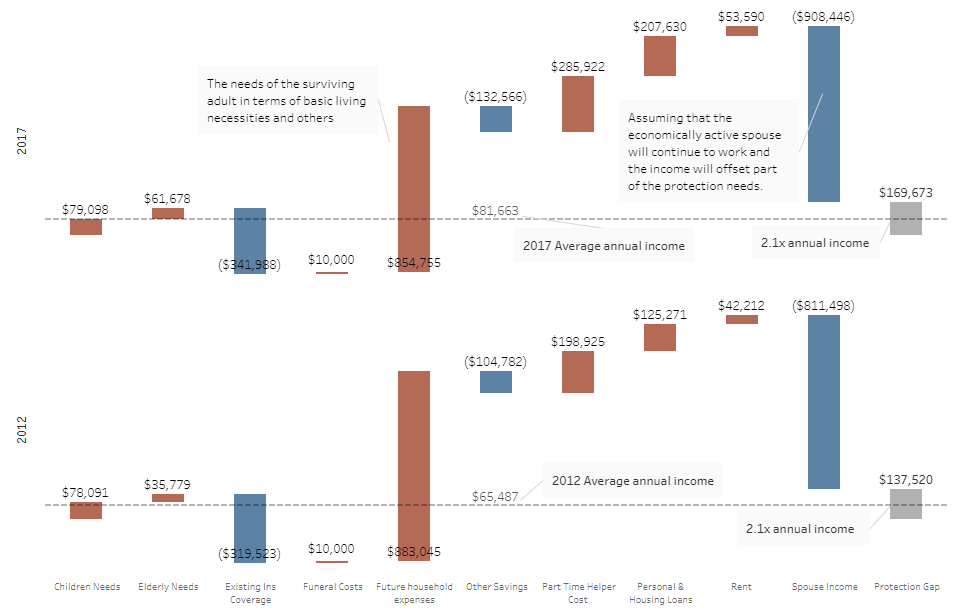 $53,590
($908,446)
$207,630
$285,922
The needs of the surviving
adult in terms of basic living
necessities and others
($132,566)
Assuming that the
economically active spouse
will continue to work and
the income will offset part
of the protection needs.
2017
$61,678
$79,098
$169,673
$81,663
2017 Average annual income
2.1x annual income
($341,988)
$10,000
$854,755
$42,212
($811,498)
$125,271
$198,925
($104,782)
2012
$35,779
$78,091
2012 Average annual income
$137,520
$65,487
2.1x annual income
($319,523)
$10,000
$883,045
Children Needs
Elderly Needs
Existing Ins
Coverage
Funeral Costs
Future household
expenses
Other Savings
Part Time Helper
Cost
Personal &
Housing Loans
Rent
Spouse Income
Protection Gap